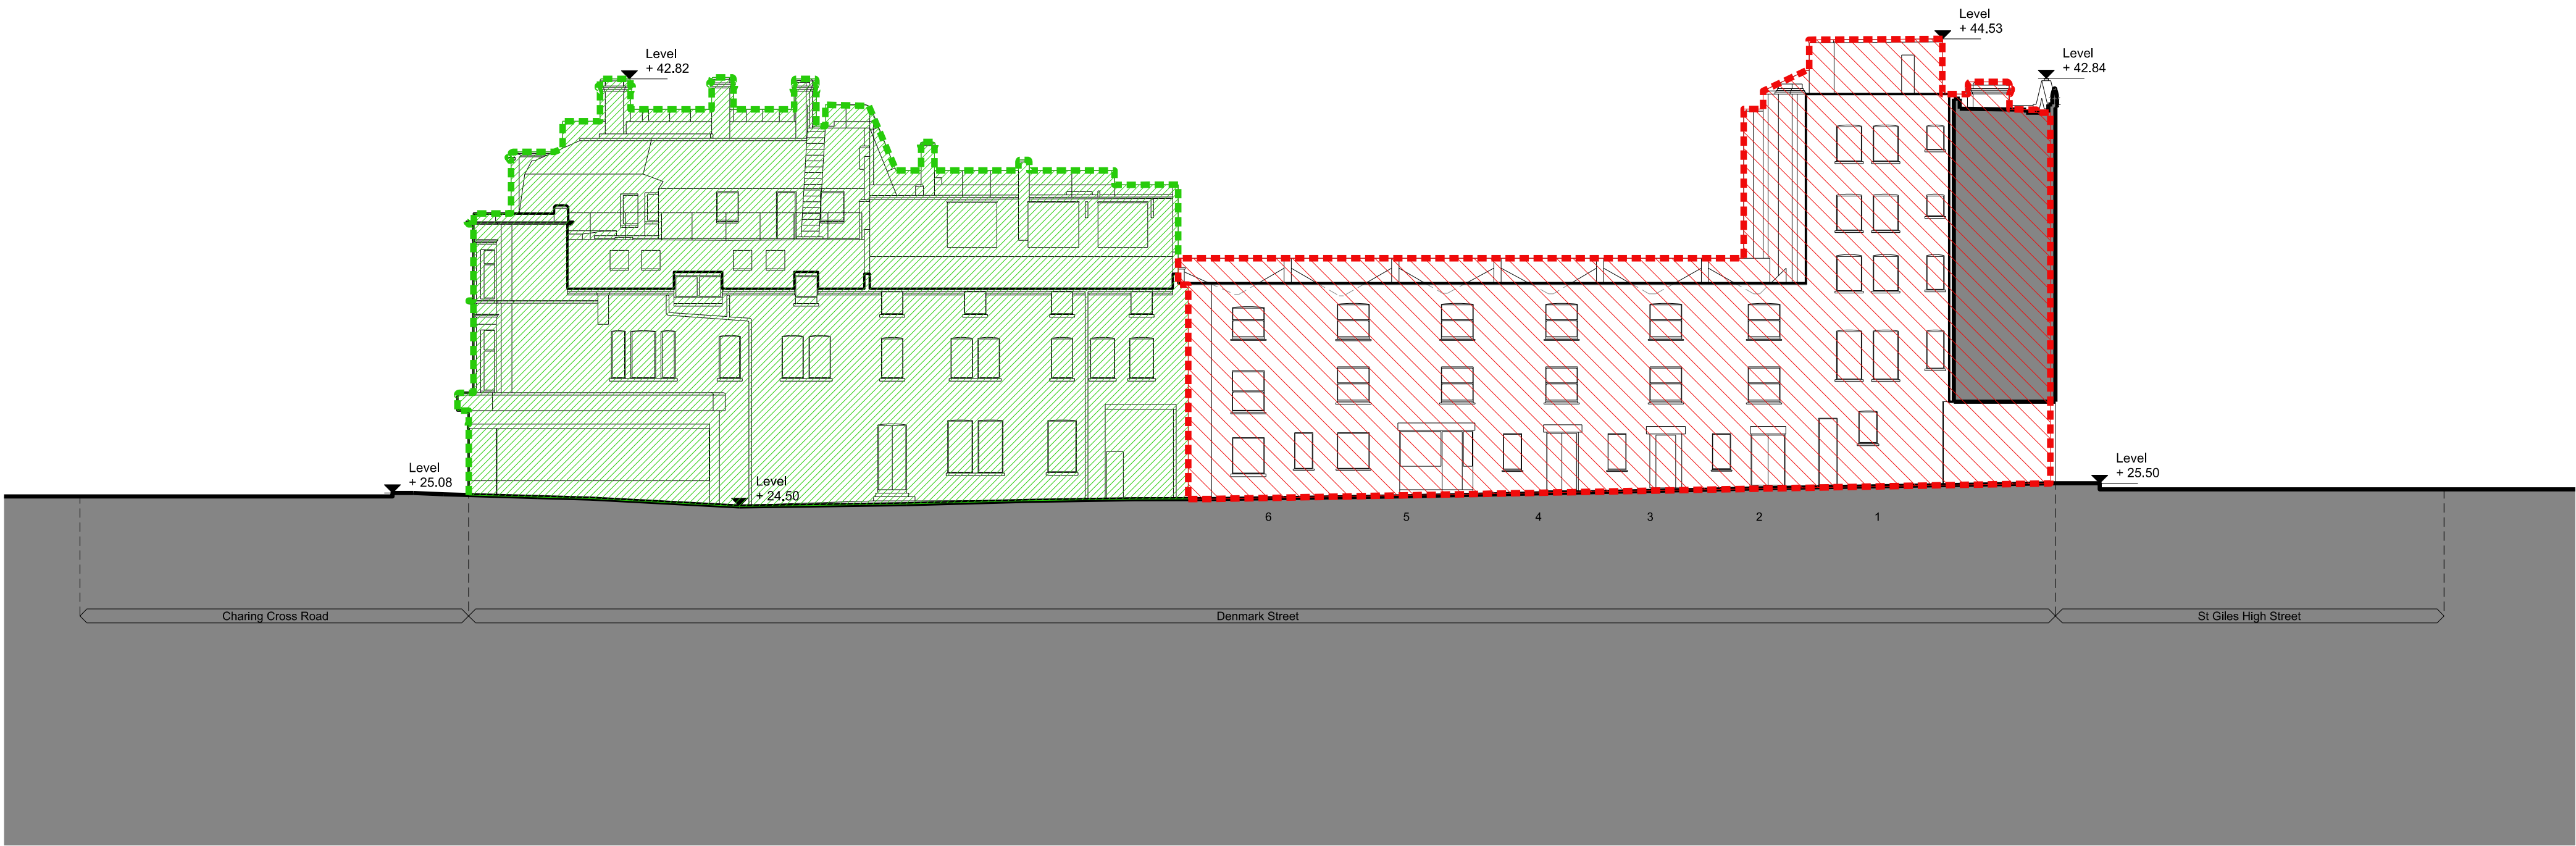 Level
+ 44.53
Level
+ 42.82
Level
+ 42.84
Level
+ 25.08
Level
+ 24.50
Level
+ 25.50
6 5 4 3 2 1
Charing Cross Road Denmark Street St Giles High Street